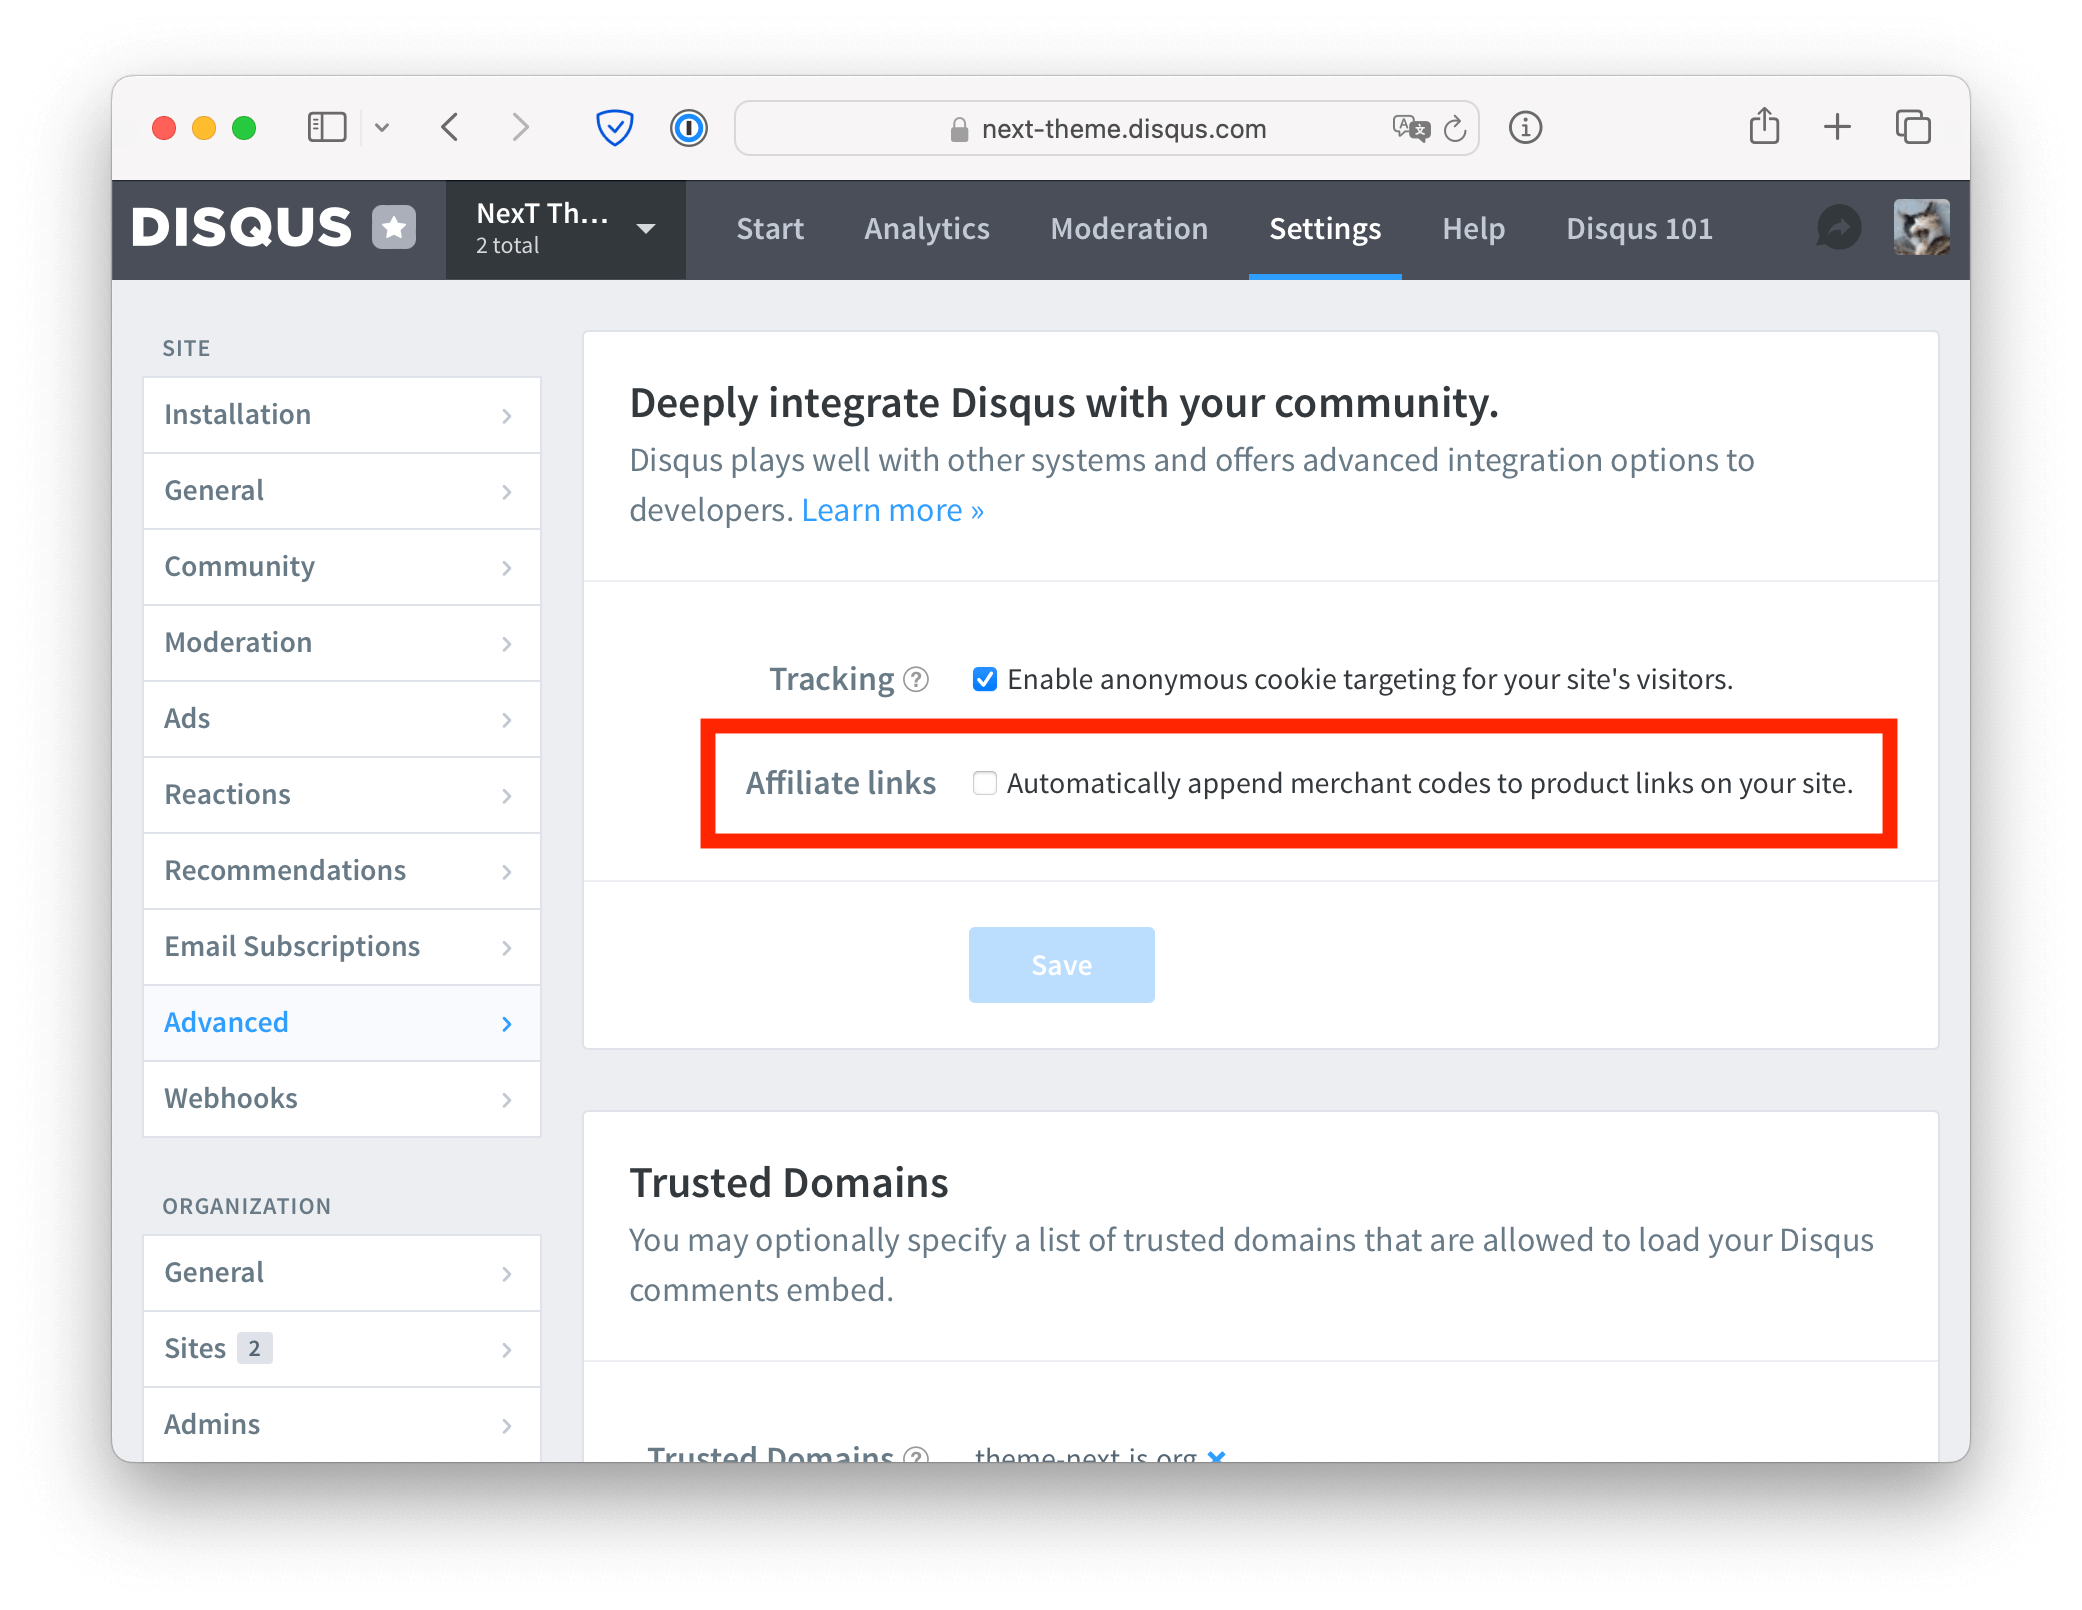 next-theme.disqus.com
DISQUS
NexT Th...
2 total
Start
Analytics
Moderation
Settings
Help
Disqus 101
SITE
Installation
General
Community
Moderation
Ads
Reactions
Recommendations
Email Subscriptions
Advanced
Webhooks
ORGANIZATION
General
Sites 2
Admins
Deeply integrate Disqus with your community.
Disqus plays well with other systems and offers advanced integration options to
developers. Learn more »
Tracking ? Enable anonymous cookie targeting for your site's visitors.
Affiliate links Automatically append merchant codes to product links on your site.
Save
Trusted Domains
You may optionally specify a list of trusted domains that are allowed to load your Disqus
comments embed.
Trusted Domains ? theme-next.js.org